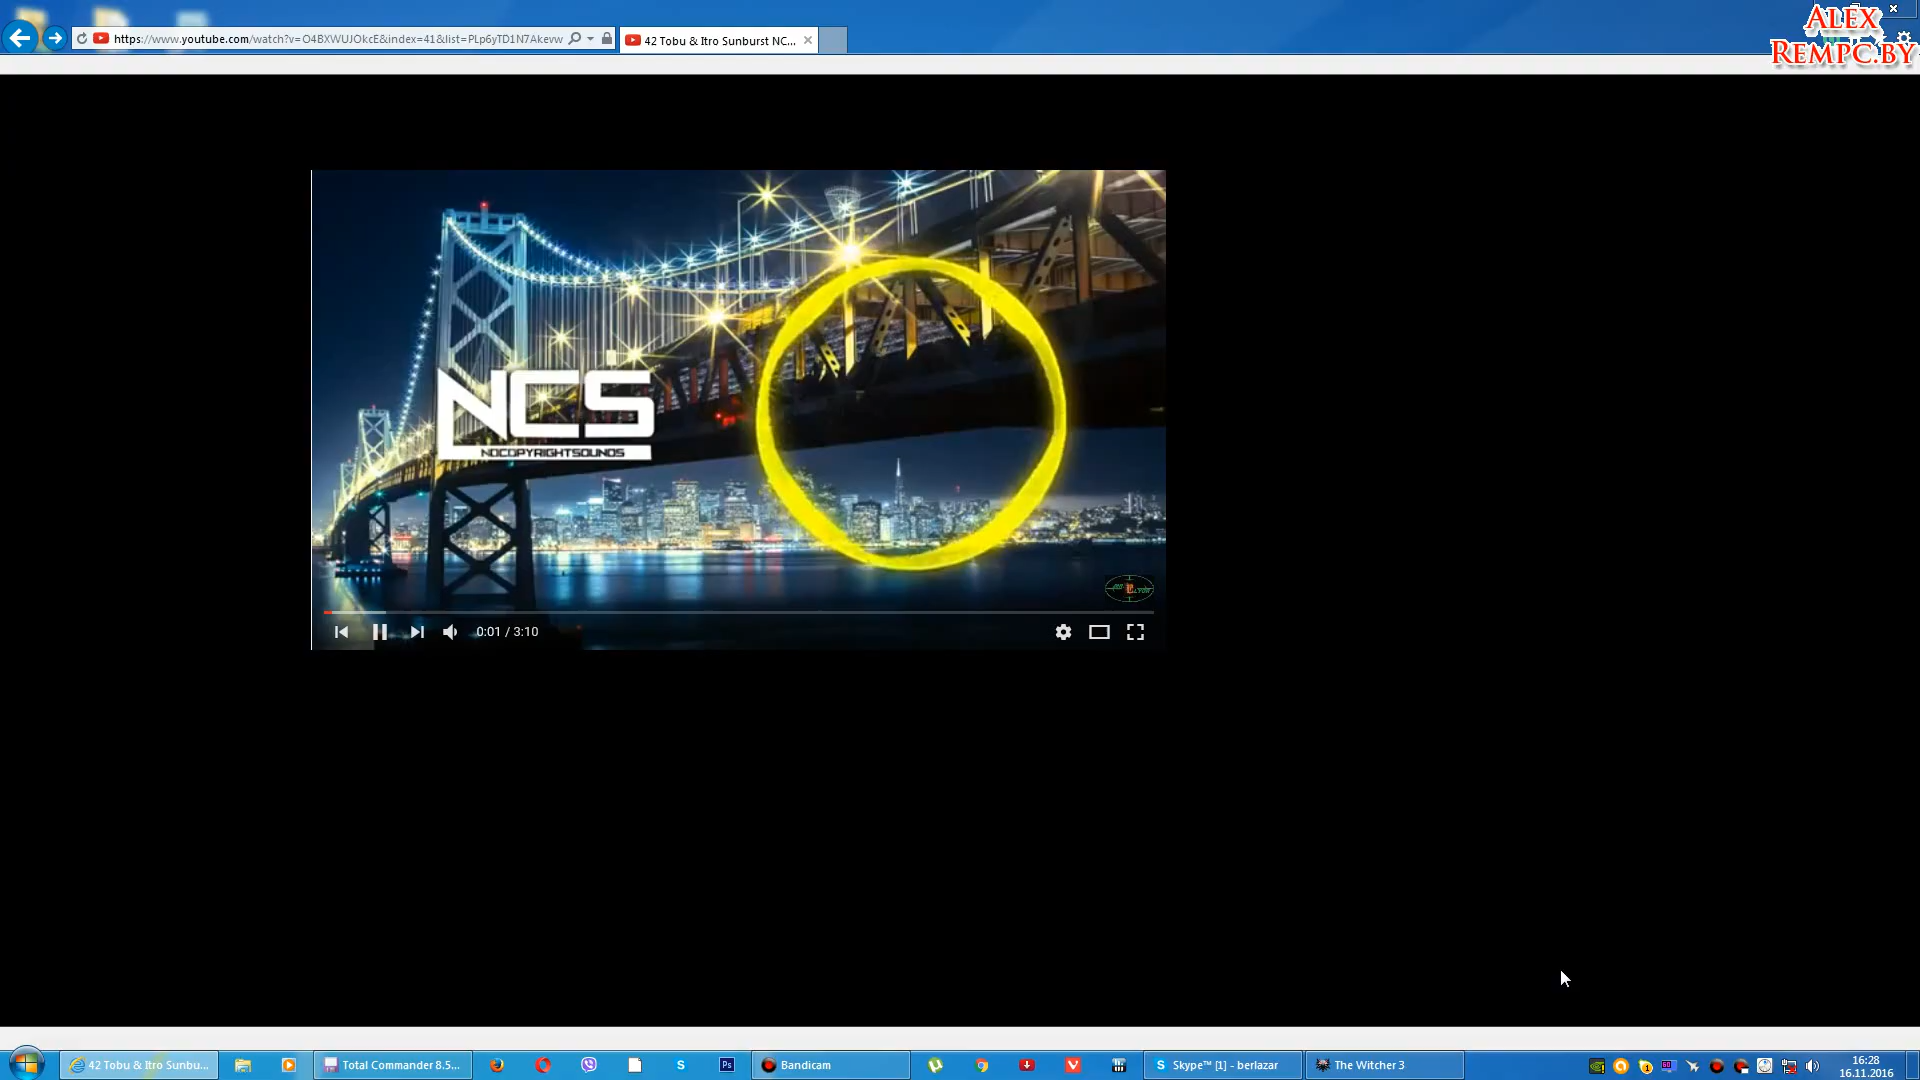 ALEX
REMPC.BY
https://www.youtube.com/watch?v=O4BXWUJOkcE&index=41&list=PLp6yTD1N7Akevw
42 Tobu & Itro Sunburst NC...
NCS
NOCOPYRIGHTSOUNDS
0:01 / 3:10
42 Tobu & Itro Sunbu...
Total Commander 8.5...
Bandicam
Skype™ [1] - berlazar
The Witcher 3
16:28
16.11.2016